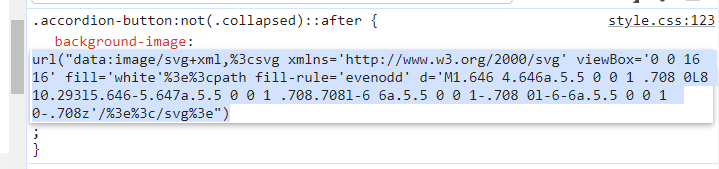 .accordion-button:not(.collapsed)::after {
style.css:123
background-image:
url("data:image/svg+xml,%3csvg xmlns='http://www.w3.org/2000/svg' viewBox='0 0 16
16' fill='white'%3e%3cpath fill-rule='evenodd' d='M1.646 4.646a.5.5 0 0 1 .708 0L8
10.293l5.646-5.647a.5.5 0 0 1 .708.708l-6 6a.5.5 0 0 1-.708 0l-6-6a.5.5 0 0 1
0-.708z'/%3e%3c/svg%3e")
;
}